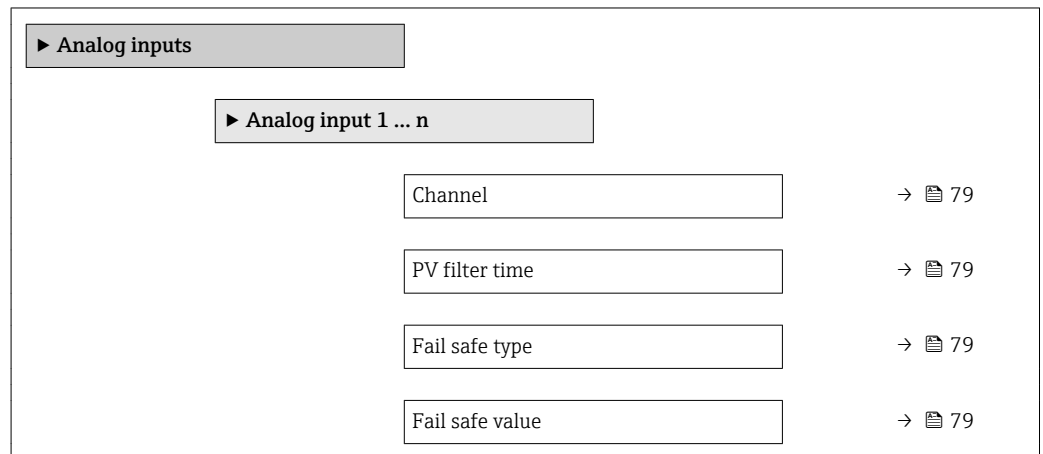 ▶ Analog inputs
▶ Analog input 1 … n
Channel → 79
PV filter time → 79
Fail safe type → 79
Fail safe value → 79